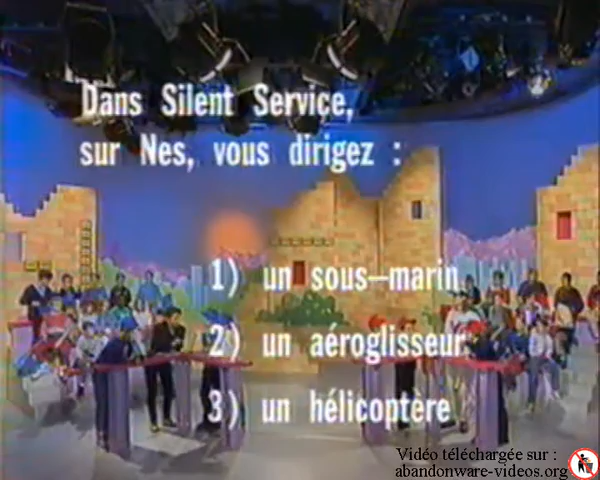 Dans Silent Service,
sur Nes, vous dirigez :
1) un sous-marin
2) un aéroglisseur
3) un hélicoptère
Vidéo téléchargée sur :
abandonware-videos.org